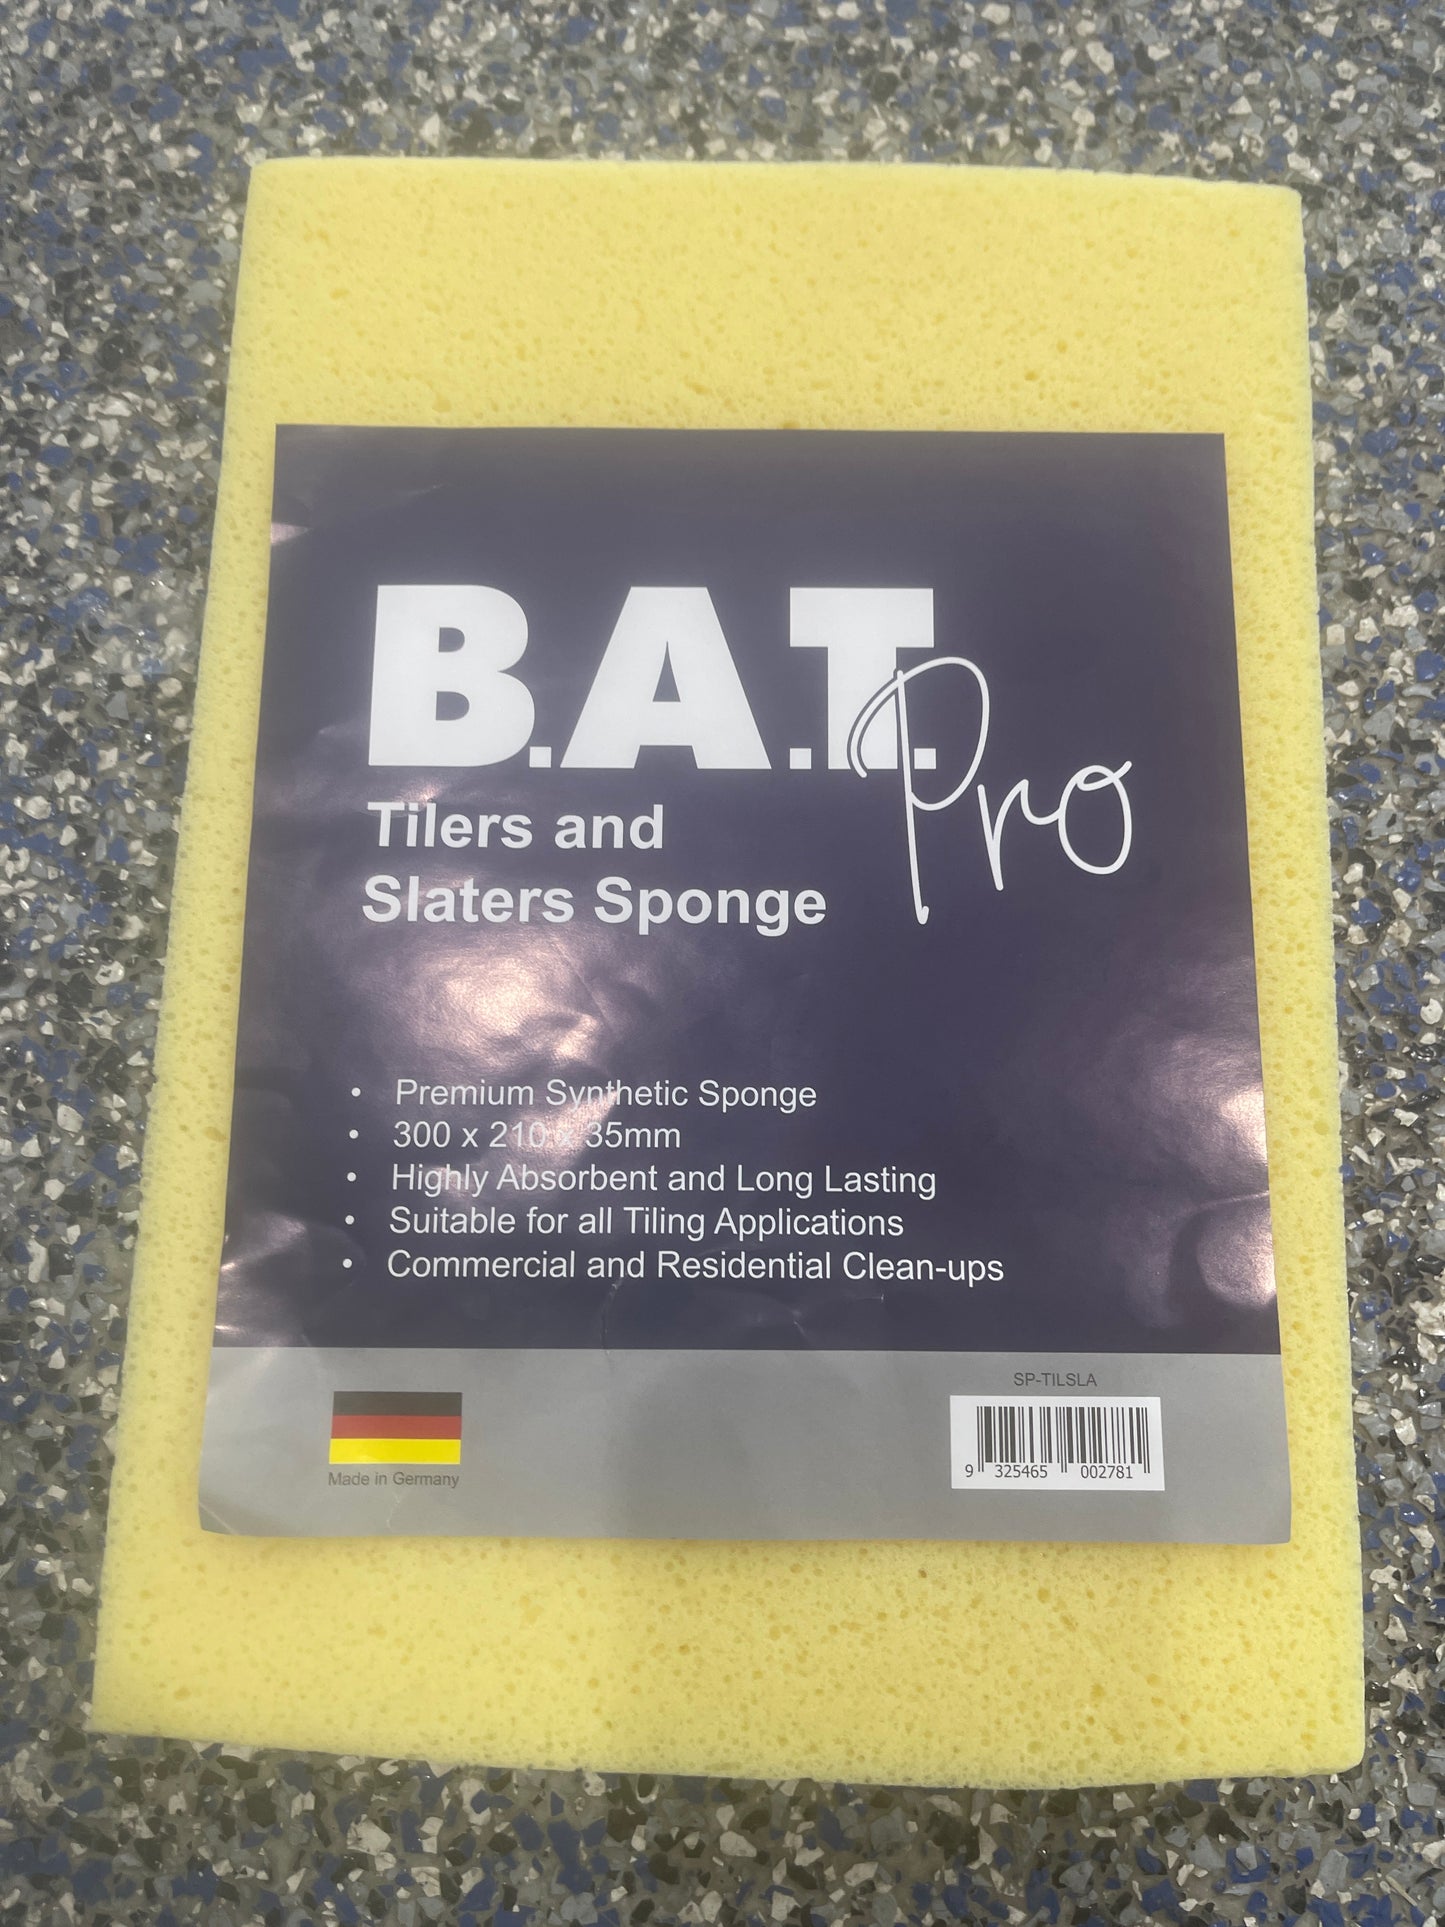 B.A.T. Pro
Tilers and
Slaters Sponge
• Premium Synthetic Sponge
• 300 x 210 x 35mm
• Highly Absorbent and Long Lasting
• Suitable for all Tiling Applications
• Commercial and Residential Clean-ups
SP-TILSLA
Made in Germany
9 325465 002781